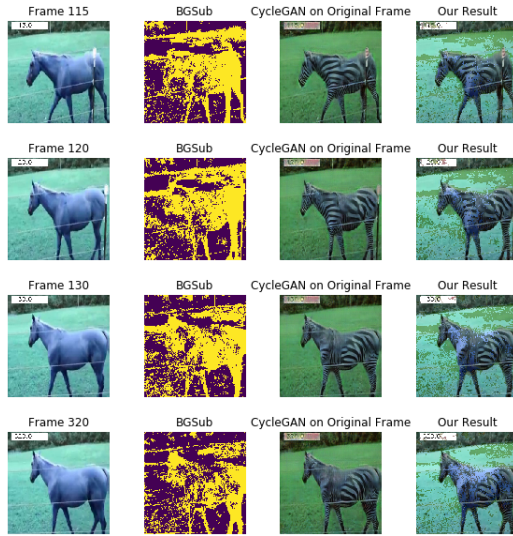 Frame 115 BGSub CycleGAN on Original Frame Our Result
Frame 120 BGSub CycleGAN on Original Frame Our Result
Frame 130 BGSub CycleGAN on Original Frame Our Result
Frame 320 BGSub CycleGAN on Original Frame Our Result